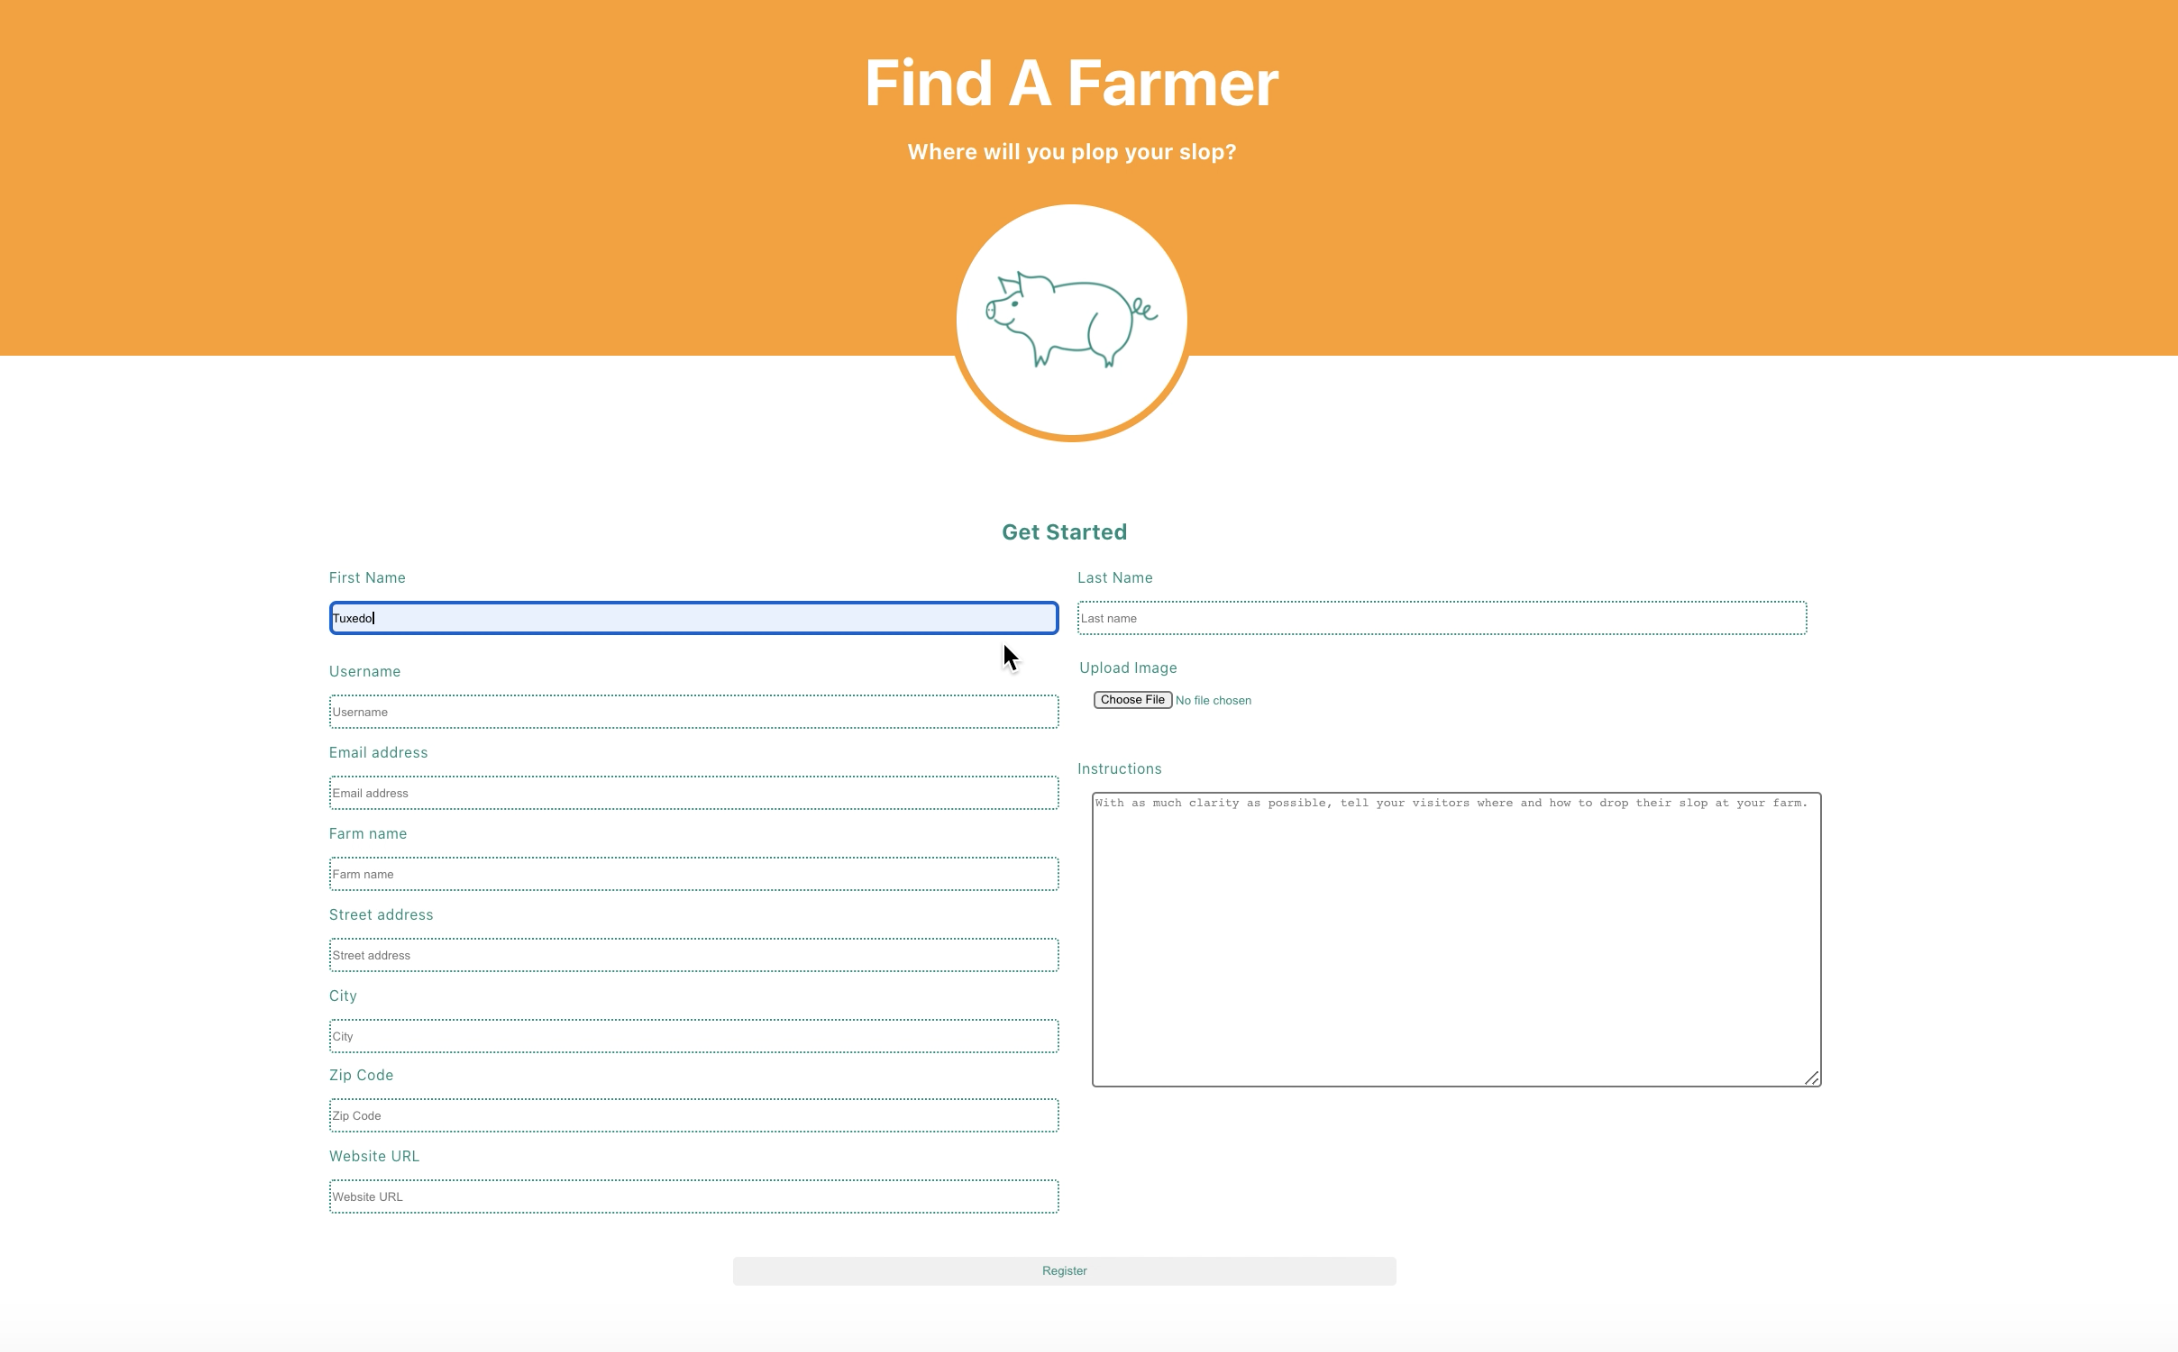 Find A Farmer
Where will you plop your slop?
Get Started
First Name
Tuxedo
Last Name
Last name
Username
Username
Upload Image
Choose File No file chosen
Email address
Email address
Instructions
With as much clarity as possible, tell your visitors where and how to drop their slop at your farm.
Farm name
Farm name
Street address
Street address
City
City
Zip Code
Zip Code
Website URL
Website URL
Register